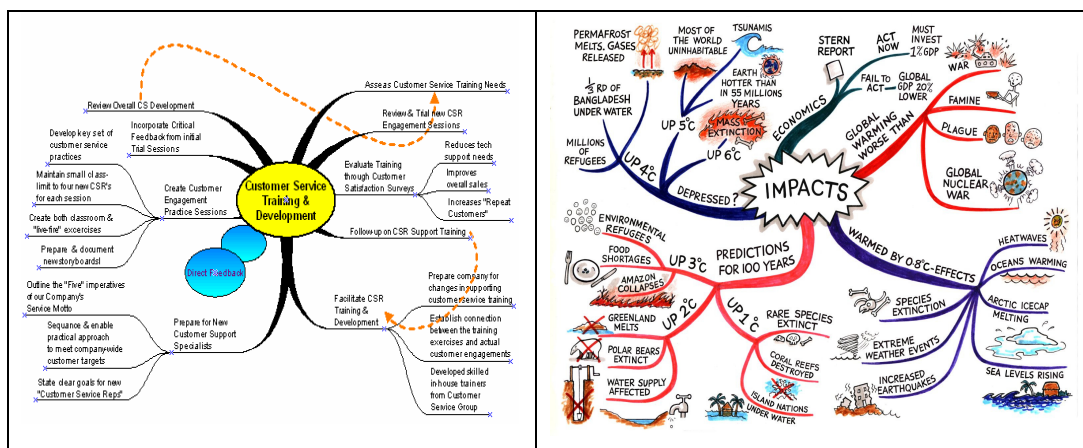 Review Overall CS Development
Incorporate Critical
Feedback from initial
Trial Sessions
Develop key set of
customer service
practices
Maintain small class-
limit to four new CSR's
for each session
Create both classroom &
"live-fire" excercises
Prepare & document
newstoryboards!
Create Customer
Engagement
Practice Sessions
Direct Feedback
Outline the "Five" imperatives
of our Company's
Service Motto
Sequance & enable
practical approach
to meet company-wide
customer targets
State clear goals for new
"Customer Service Reps"
Prepare for New
Customer Support
Specialists
Customer Service
Training &
Development
Asseas Customer Service Training Needs
Review & Trial new CSR
Engagement Sessions
Evaluate Training
through Customer
Satisfaction Surveys
Reduces tech
support needs
Improves
overall sales
Increases "Repeat
Customers"
Follow up on CSR Support Training
Facilitate CSR
Training &
Development
Prepare company for
changes in supporting
customer service training
Establish connection
between the training
exercises and actual
customer engagements
Developed skilled
in house trainers
from Customer
Service Group
IMPACTS
DEPRESSED?
UP 4°C
MILLIONS OF
REFUGEES
1/3 RD OF
BANGLADESH
UNDER WATER
PERMAFROST
MELTS, GASES
RELEASED
UP 5°C
MOST OF
THE WORLD
UNINHABITABLE
TSUNAMIS
EARTH
HOTTER THAN
IN 55 MILLIONS
YEARS
UP 6°C
MASS
EXTINCTION
ECONOMICS
STERN
REPORT
ACT
NOW
MUST
INVEST
1% GDP
FAIL TO
ACT
GLOBAL
GDP 20%
LOWER
GLOBAL
WARMING
WORSE THAN
WAR
FAMINE
PLAGUE
GLOBAL
NUCLEAR
WAR
WARMED BY 0.8°C-EFFECTS
HEATWAVES
OCEANS WARMING
ARCTIC ICECAP
MELTING
SEA LEVELS RISING
SPECIES
EXTINCTION
EXTREME
WEATHER EVENTS
INCREASED
EARTHQUAKES
PREDICTIONS
FOR 100 YEARS
UP 1°C
RARE SPECIES
EXTINCT
CORAL REEFS
DESTROYED
ISLAND NATIONS
UNDER WATER
UP 2°C
GREENLAND
MELTS
POLAR BEARS
EXTINCT
WATER SUPPLY
AFFECTED
UP 3°C
ENVIRONMENTAL
REFUGEES
FOOD
SHORTAGES
AMAZON
COLLAPSES